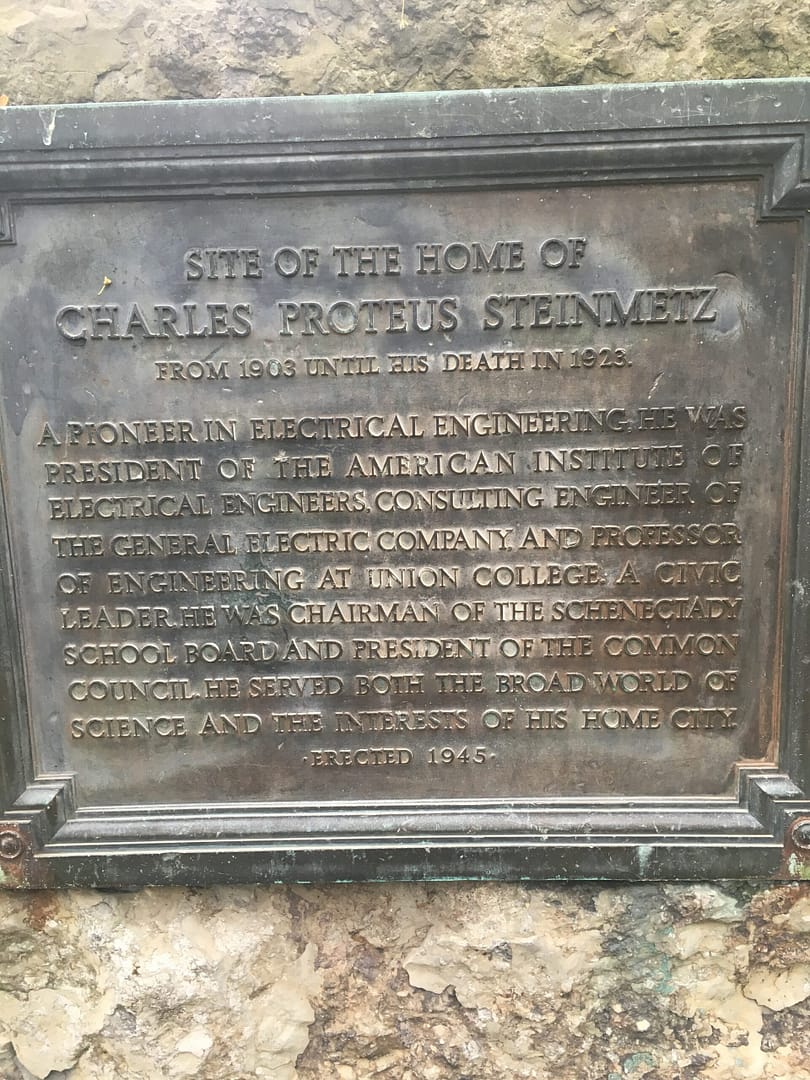 SITE OF THE HOME OF
CHARLES PROTEUS STEINMETZ
FROM 1903 UNTIL HIS DEATH IN 1923.
A PIONEER IN ELECTRICAL ENGINEERING, HE WAS
PRESIDENT OF THE AMERICAN INSTITUTE OF
ELECTRICAL ENGINEERS, CONSULTING ENGINEER OF
THE GENERAL ELECTRIC COMPANY, AND PROFESSOR
OF ENGINEERING AT UNION COLLEGE. A CIVIC
LEADER, HE WAS CHAIRMAN OF THE SCHENECTADY
SCHOOL BOARD AND PRESIDENT OF THE COMMON
COUNCIL. HE SERVED BOTH THE BROAD WORLD OF
SCIENCE AND THE INTERESTS OF HIS HOME CITY.
·ERECTED 1945·